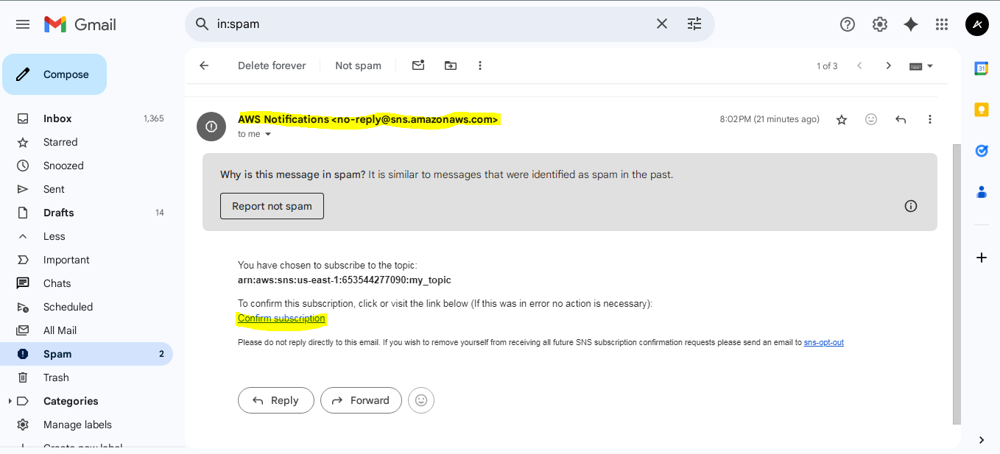 Gmail
in:spam
Compose
Delete forever
Not spam
1 of 3
Inbox 1,365
Starred
Snoozed
Sent
Drafts 14
Less
Important
Chats
Scheduled
All Mail
Spam 2
Trash
Categories
Manage labels
Create new label
AWS Notifications <no-reply@sns.amazonaws.com>
8:02 PM (21 minutes ago)
to me
Why is this message in spam? It is similar to messages that were identified as spam in the past.
Report not spam
You have chosen to subscribe to the topic:
arn:aws:sns:us-east-1:653544277090:my_topic
To confirm this subscription, click or visit the link below (If this was in error no action is necessary):
Confirm subscription
Please do not reply directly to this email. If you wish to remove yourself from receiving all future SNS subscription confirmation requests please send an email to sns-opt-out
Reply
Forward
31